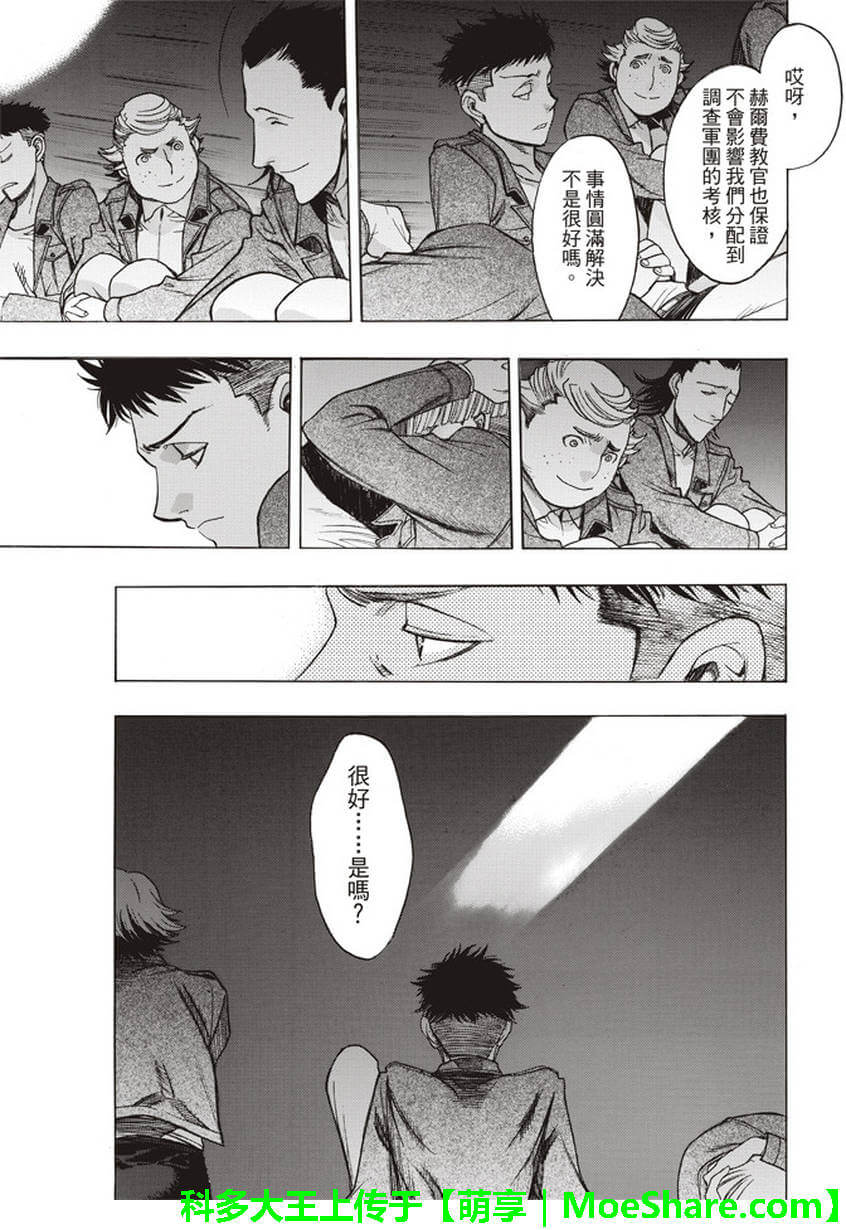 哎呀，
赫爾費教官也保證
不會影響我們分配到
調查軍團的考核，
事情圓滿解決
不是很好嗎。
很好……是嗎？
科多大王上传于【萌享｜MoeShare.com】